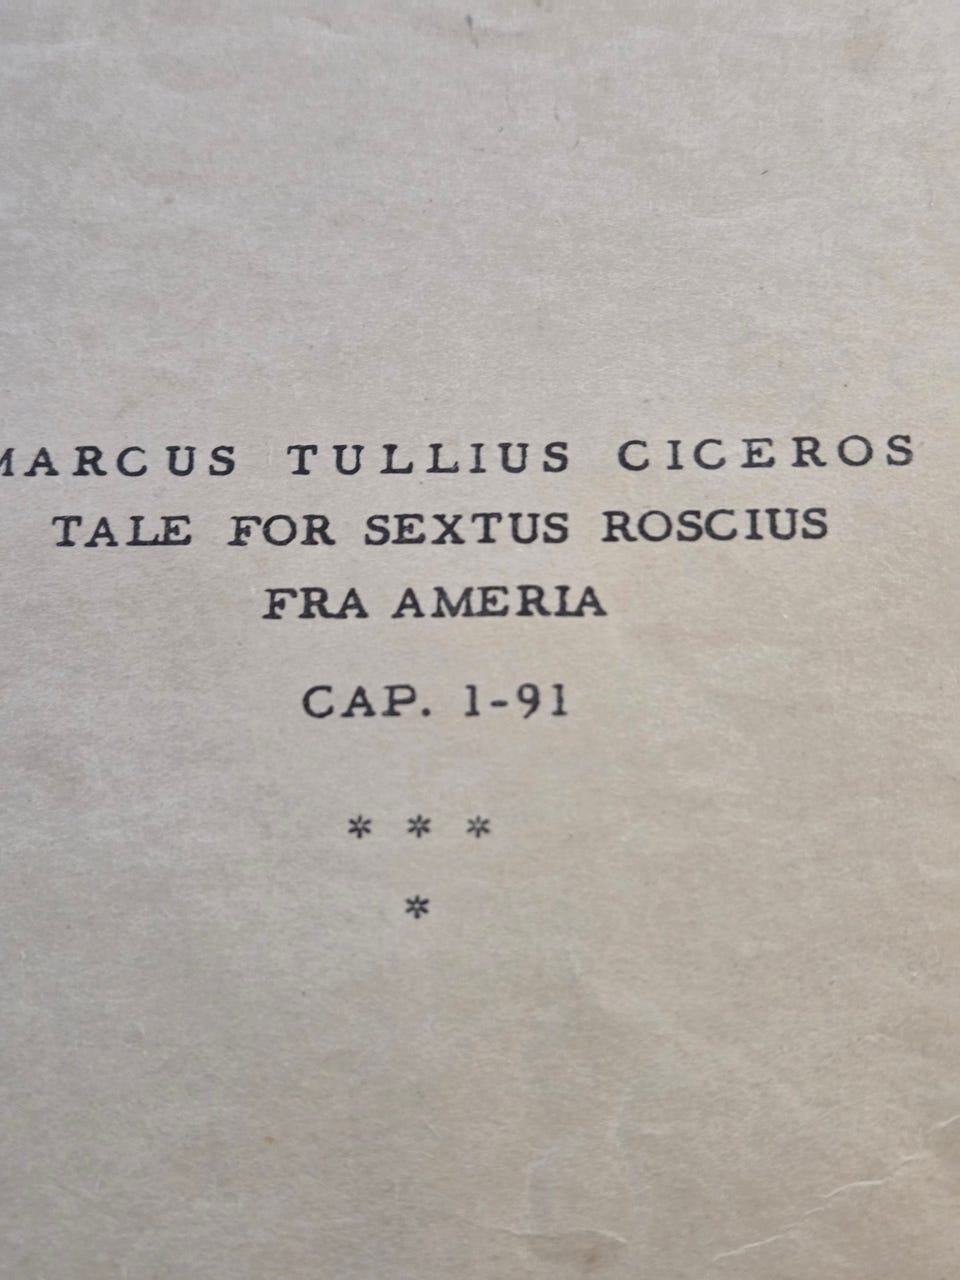 MARCUS TULLIUS CICEROS
TALE FOR SEXTUS ROSCIUS
FRA AMERIA
CAP. 1-91
* * *
*